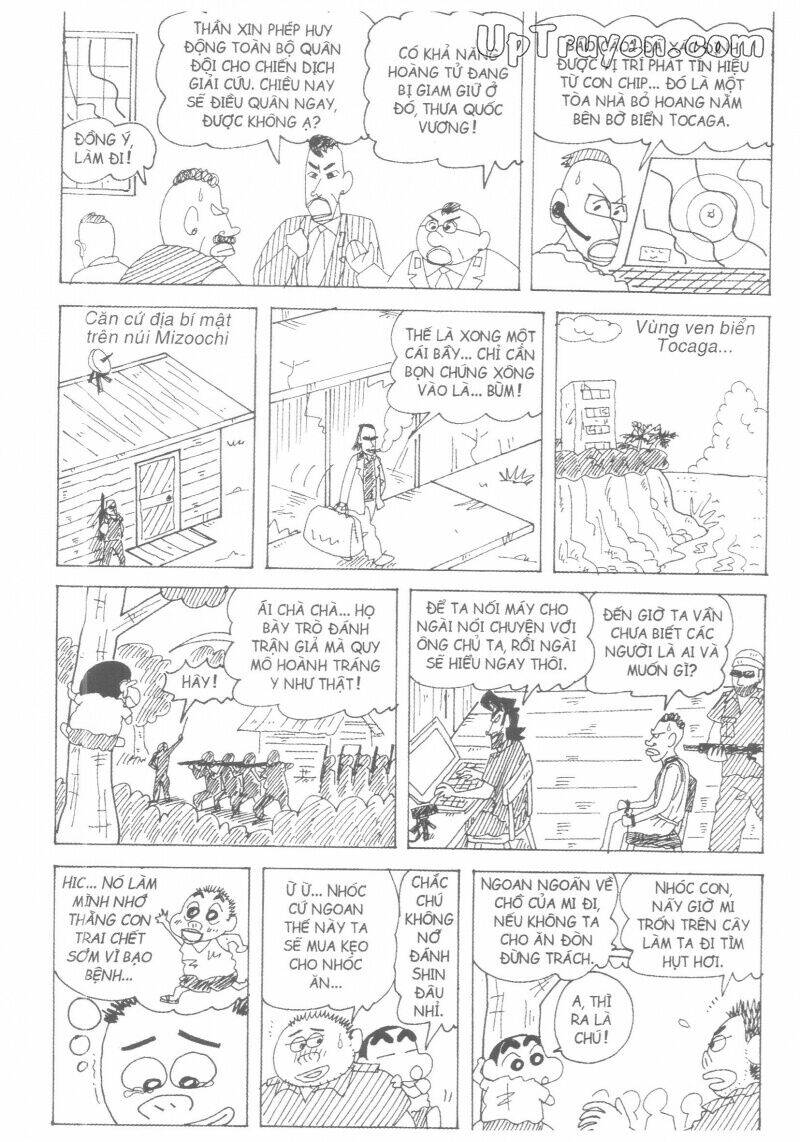 UpTruyen.com
ĐƯỢC VỊ TRÍ PHÁT TÍN HIỆU
TỪ CON CHIP... ĐÓ LÀ MỘT
TÒA NHÀ BỎ HOANG NẰM
BÊN BỜ BIỂN TOCAGA.
CÓ KHẢ NĂNG
HOÀNG TỬ ĐANG
BỊ GIAM GIỮ Ở
ĐÓ, THƯA QUỐC
VƯƠNG!
THẦN XIN PHÉP HUY
ĐỘNG TOÀN BỘ QUÂN
ĐỘI CHO CHIẾN DỊCH
GIẢI CỨU. CHIỀU NAY
SẼ ĐIỀU QUÂN NGAY,
ĐƯỢC KHÔNG Ạ?
ĐỒNG Ý,
LÀM ĐI!
Vùng ven biển
Tocaga...
THẾ LÀ XONG MỘT
CÁI BẪY... CHỈ CẦN
BỌN CHÚNG XÔNG
VÀO LÀ... BÙM!
Căn cứ địa bí mật
trên núi Mizoochi
ĐẾN GIỜ TA VẪN
CHƯA BIẾT CÁC
NGƯƠI LÀ AI VÀ
MUỐN GÌ?
ĐỂ TA NỐI MÁY CHO
NGÀI NÓI CHUYỆN VỚI
ÔNG CHỦ TA, RỒI NGÀI
SẼ HIỂU NGAY THÔI.
ÁI CHÀ CHÀ... HỌ
BÀY TRÒ ĐÁNH
TRẬN GIẢ MÀ QUY
MÔ HOÀNH TRÁNG
Y NHƯ THẬT!
HÂY!
NHÓC CON,
NÃY GIỜ MI
TRỐN TRÊN CÂY
LÀM TA ĐI TÌM
HỤT HƠI.
A, THÌ
RA LÀ
CHÚ!
NGOAN NGOÃN VỀ
CHỖ CỦA MI ĐI,
NẾU KHÔNG TA
CHO ĂN ĐÒN
ĐỪNG TRÁCH.
CHẮC
CHÚ
KHÔNG
NỠ
ĐÁNH
SHIN
ĐÂU
NHỈ.
Ừ Ừ... NHÓC
CỨ NGOAN
THẾ NÀY TA
SẼ MUA KẸO
CHO NHÓC
ĂN...
HIC... NÓ LÀM
MÌNH NHỚ
THẰNG CON
TRAI CHẾT
SỚM VÌ BẠO
BỆNH...